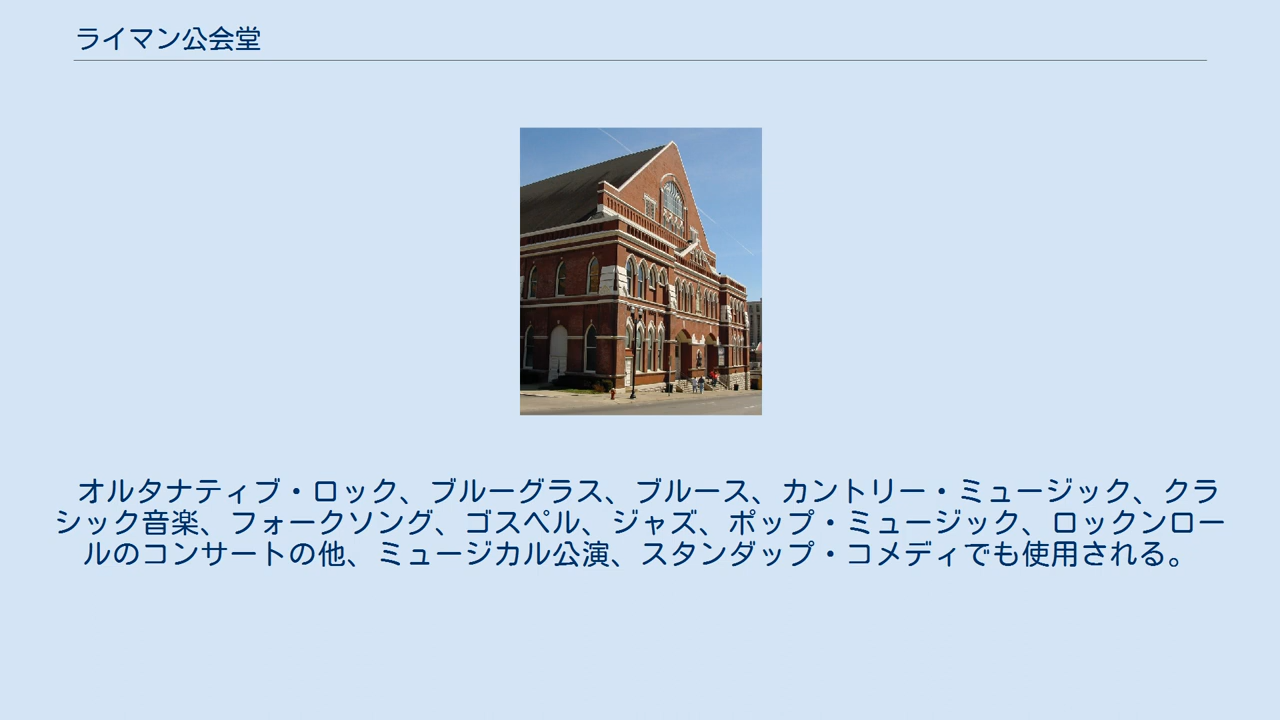 ライマン公会堂
オルタナティブ・ロック、ブルーグラス、ブルース、カントリー・ミュージック、クラ
シック音楽、フォークソング、ゴスペル、ジャズ、ポップ・ミュージック、ロックンロー
ルのコンサートの他、ミュージカル公演、スタンダップ・コメディでも使用される。